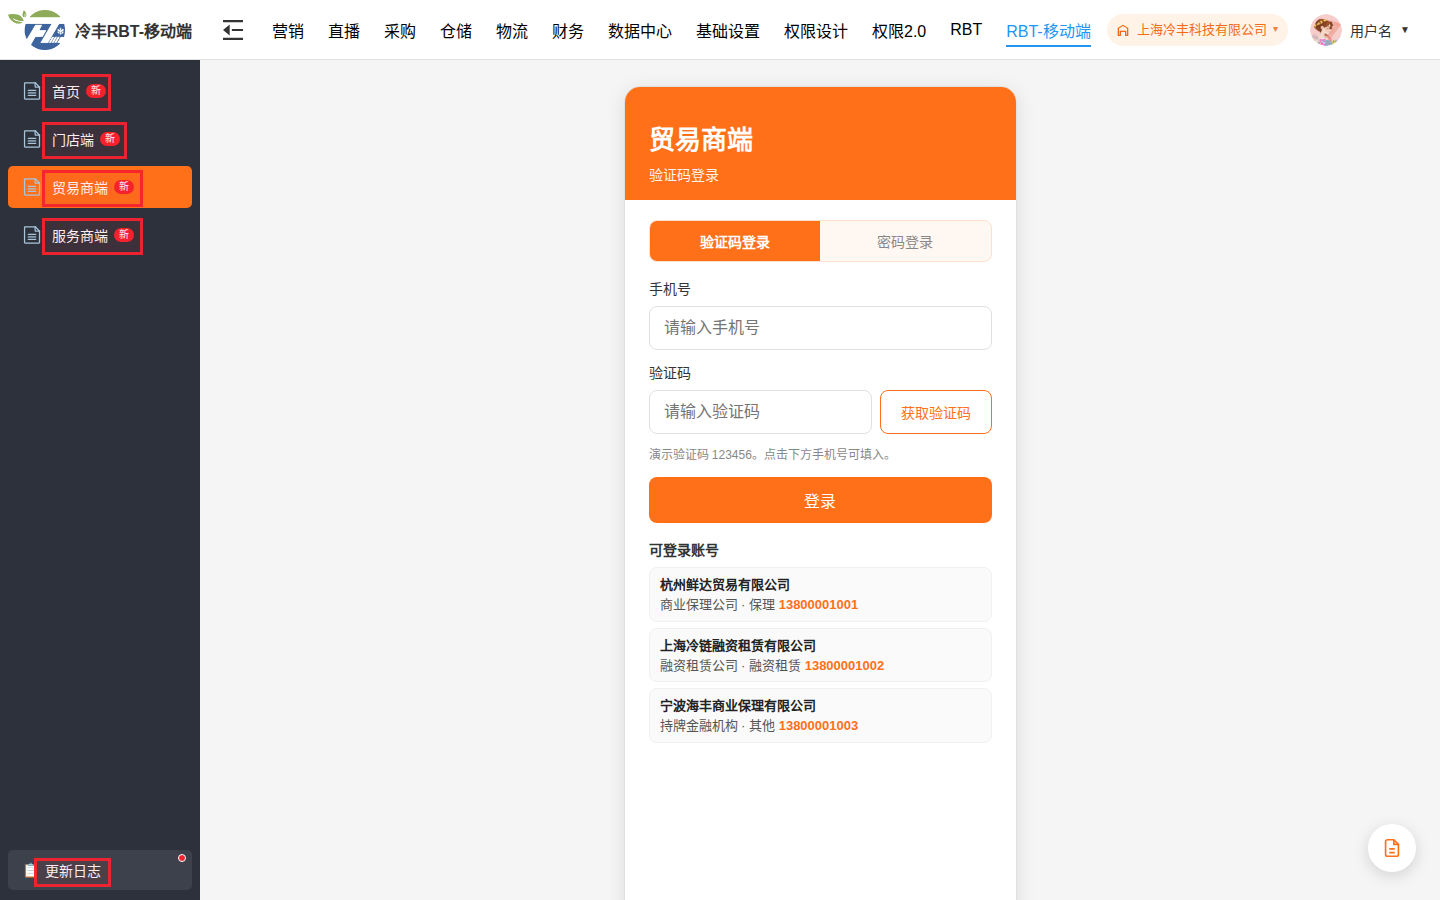 冷丰RBT-移动端
营销 直播 采购 仓储 物流 财务 数据中心 基础设置 权限设计 权限2.0 RBT RBT-移动端
上海冷丰科技有限公司
用户名
首页 新
门店端 新
贸易商端 新
服务商端 新
更新日志
贸易商端
验证码登录
验证码登录 密码登录
手机号
请输入手机号
验证码
请输入验证码 获取验证码
演示验证码 123456。点击下方手机号可填入。
登录
可登录账号
杭州鲜达贸易有限公司
商业保理公司 · 保理 13800001001
上海冷链融资租赁有限公司
融资租赁公司 · 融资租赁 13800001002
宁波海丰商业保理有限公司
持牌金融机构 · 其他 13800001003